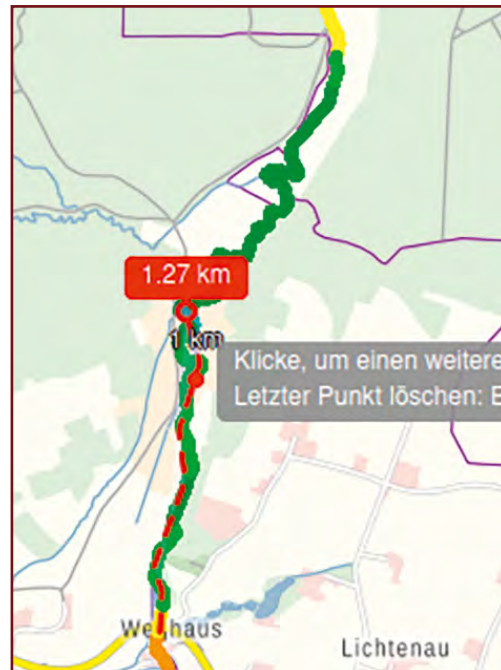 1.27 km
1 km
Klicke, um einen weitere
Letzter Punkt löschen: E
Lichtenau